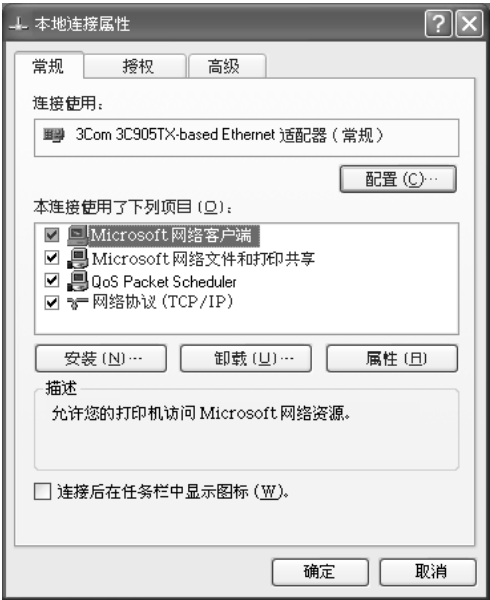 本地连接属性
常规 授权 高级
连接使用：
3Com 3C905TX-based Ethernet 适配器（常规）
配置 (C)…
本连接使用了下列项目 (O)：
Microsoft 网络客户端
Microsoft 网络文件和打印共享
QoS Packet Scheduler
网络协议 (TCP/IP)
安装 (N)… 卸载 (U)… 属性 (R)
描述
允许您的打印机访问 Microsoft 网络资源。
连接后在任务栏中显示图标 (W)。
确定 取消